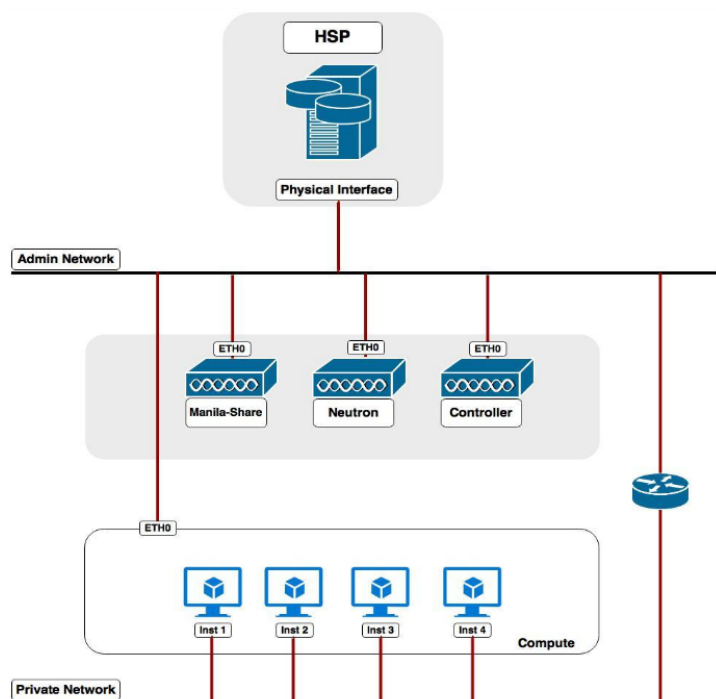 HSP
Physical Interface
Admin Network
ETH0
ETH0
ETH0
Manila-Share
Neutron
Controller
ETH0
Inst 1
Inst 2
Inst 3
Inst 4
Compute
Private Network